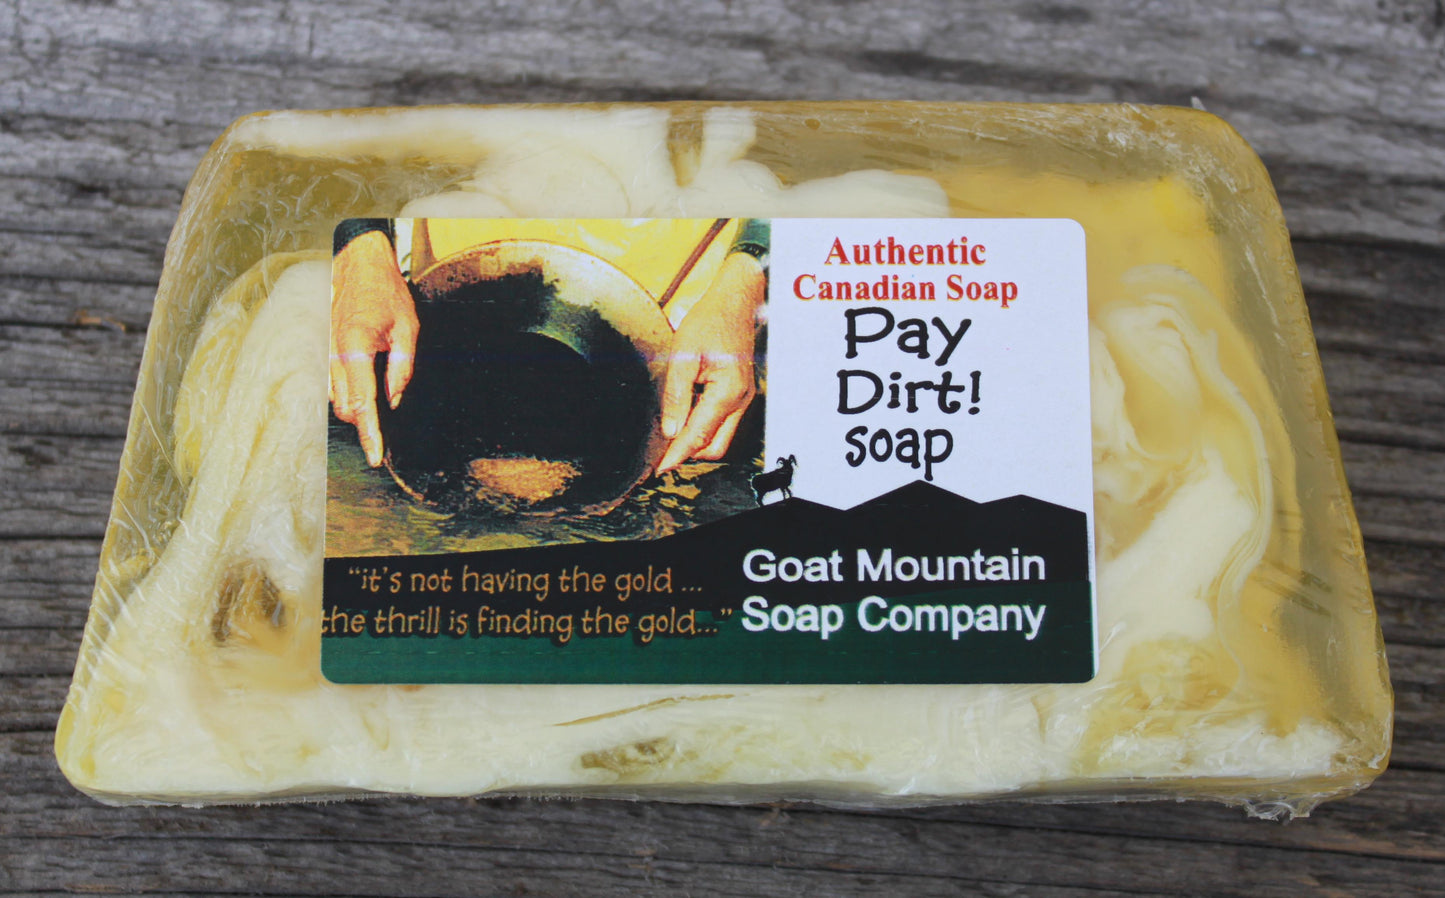 Authentic
Canadian Soap
Pay
Dirt!
soap
"it's not having the gold ...
the thrill is finding the gold..."
Goat Mountain
Soap Company